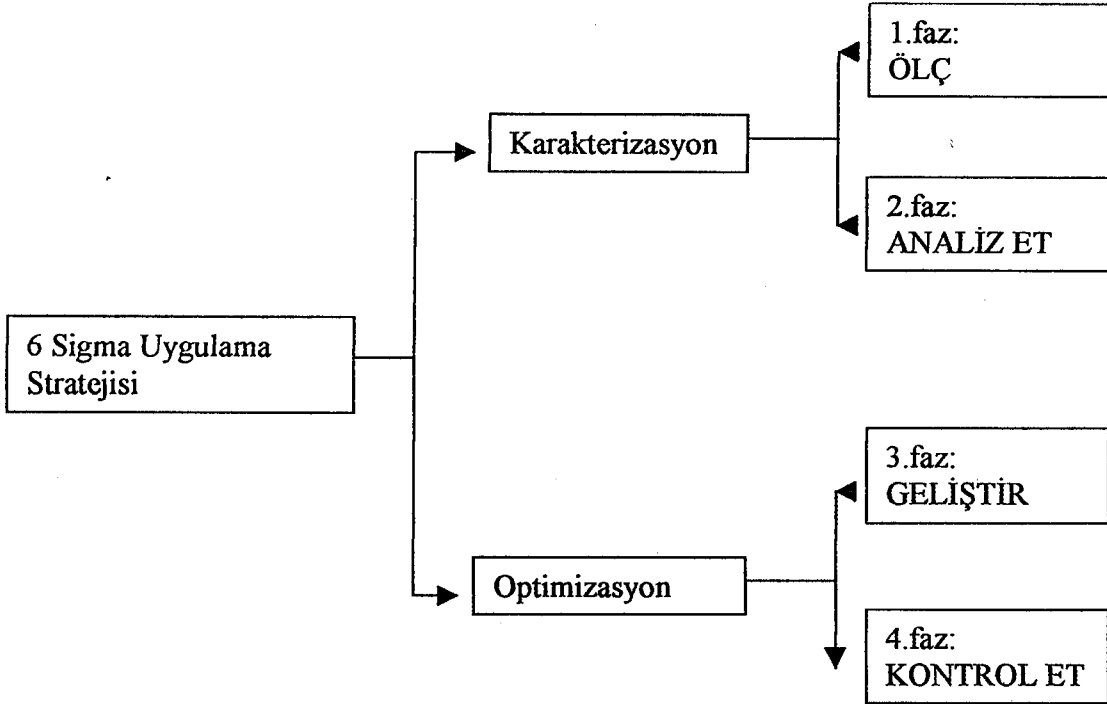 1.faz:
ÖLÇ
Karakterizasyon
2.faz:
ANALİZ ET
6 Sigma Uygulama
Stratejisi
3.faz:
GELİŞTİR
Optimizasyon
4.faz:
KONTROL ET